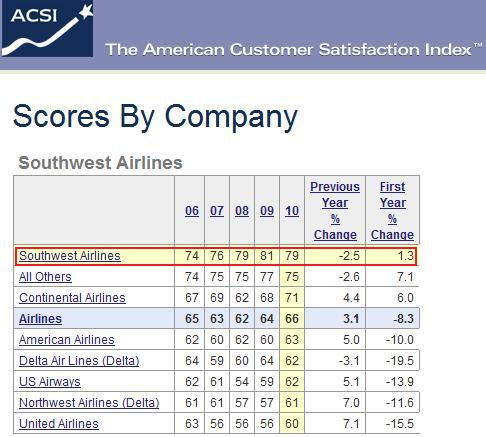 ACSI
The American Customer Satisfaction Index™
Scores By Company
Southwest Airlines
06 07 08 09 10 Previous Year % Change First Year % Change
Southwest Airlines 74 76 79 81 79 -2.5 1.3
All Others 74 75 75 77 75 -2.6 7.1
Continental Airlines 67 69 62 68 71 4.4 6.0
Airlines 65 63 62 64 66 3.1 -8.3
American Airlines 62 60 62 60 63 5.0 -10.0
Delta Air Lines (Delta) 64 59 60 64 62 -3.1 -19.5
US Airways 62 61 54 59 62 5.1 -13.9
Northwest Airlines (Delta) 61 61 57 57 61 7.0 -11.6
United Airlines 63 56 56 56 60 7.1 -15.5